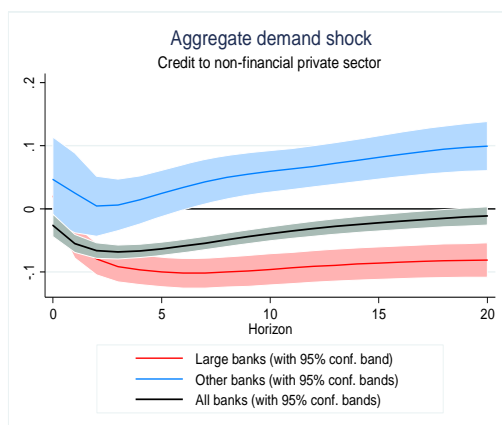 Aggregate demand shock
Credit to non-financial private sector
.2
.1
0
-.1
0 5 10 15 20
Horizon
Large banks (with 95% conf. band)
Other banks (with 95% conf. bands)
All banks (with 95% conf. bands)